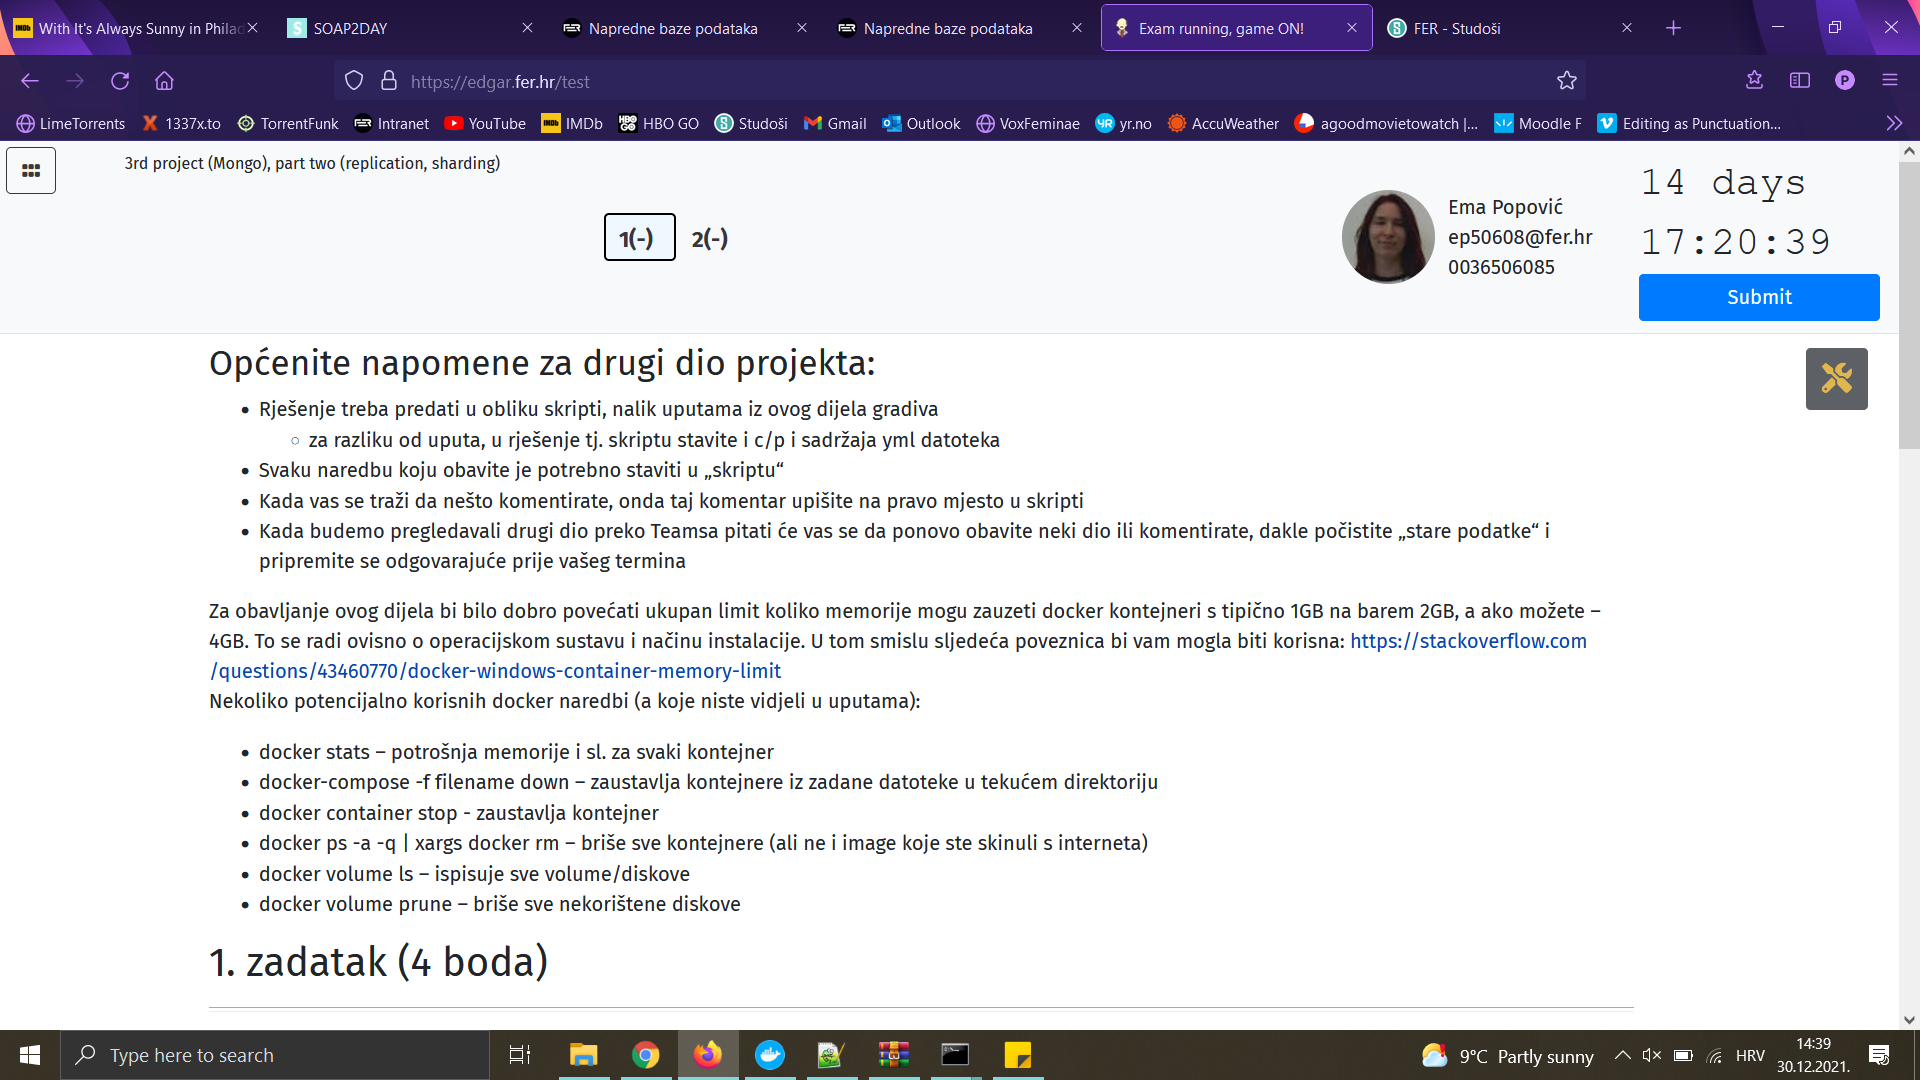 With It's Always Sunny in Philad
SOAP2DAY
Napredne baze podataka
Napredne baze podataka
Exam running, game ON!
FER - Studoši
https://edgar.fer.hr/test
P
LimeTorrents
1337x.to
TorrentFunk
Intranet
YouTube
IMDb
HBO GO
Studoši
Gmail
Outlook
VoxFeminae
yr.no
AccuWeather
agoodmovietowatch |...
Moodle F
Editing as Punctuation...
3rd project (Mongo), part two (replication, sharding)
1(-) 2(-)
Ema Popović
ep50608@fer.hr
0036506085
14 days
17:20:39
Submit
Općenite napomene za drugi dio projekta:
Rješenje treba predati u obliku skripti, nalik uputama iz ovog dijela gradiva
za razliku od uputa, u rješenje tj. skriptu stavite i c/p i sadržaja yml datoteka
Svaku naredbu koju obavite je potrebno staviti u „skriptu“
Kada vas se traži da nešto komentirate, onda taj komentar upišite na pravo mjesto u skripti
Kada budemo pregledavali drugi dio preko Teamsa pitati će vas se da ponovo obavite neki dio ili komentirate, dakle počistite „stare podatke“ i
pripremite se odgovarajuće prije vašeg termina
Za obavljanje ovog dijela bi bilo dobro povećati ukupan limit koliko memorije mogu zauzeti docker kontejneri s tipično 1GB na barem 2GB, a ako možete –
4GB. To se radi ovisno o operacijskom sustavu i načinu instalacije. U tom smislu sljedeća poveznica bi vam mogla biti korisna: https://stackoverflow.com
/questions/43460770/docker-windows-container-memory-limit
Nekoliko potencijalno korisnih docker naredbi (a koje niste vidjeli u uputama):
docker stats – potrošnja memorije i sl. za svaki kontejner
docker-compose -f filename down – zaustavlja kontejnere iz zadane datoteke u tekućem direktoriju
docker container stop - zaustavlja kontejner
docker ps -a -q | xargs docker rm – briše sve kontejnere (ali ne i image koje ste skinuli s interneta)
docker volume ls – ispisuje sve volume/diskove
docker volume prune – briše sve nekorištene diskove
1. zadatak (4 boda)
Type here to search
9°C Partly sunny
HRV
14:39
30.12.2021.